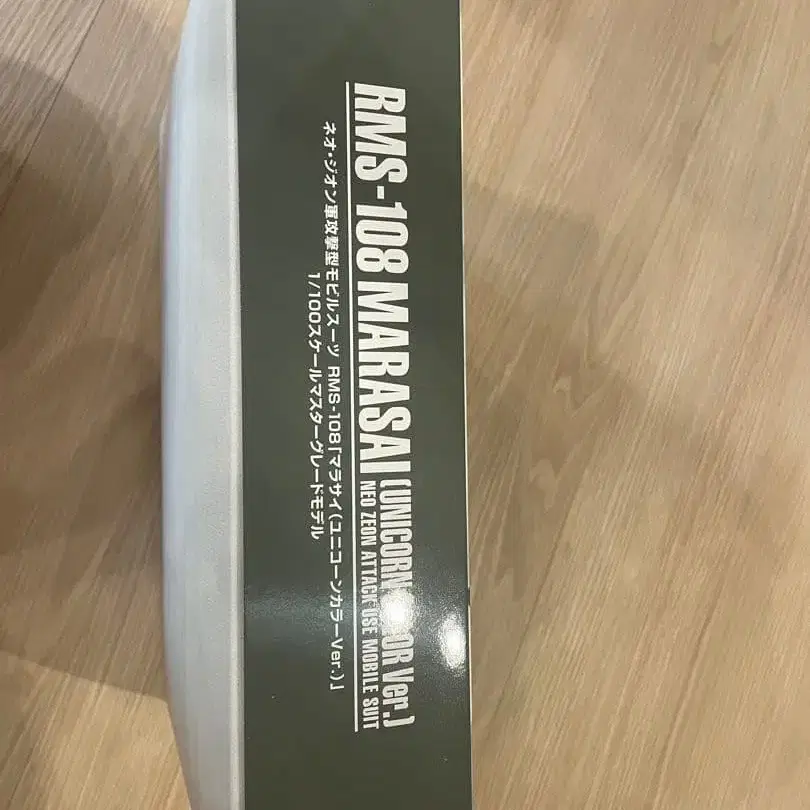 RMS-108 MARASAI (UNICORN COLOR Ver.)
NEO ZEON ATTACK USE MOBILE SUIT
ネオ・ジオン軍攻撃型モビルスーツ RMS-108「マラサイ(ユニコーンカラーVer.)」
1/100スケールマスターグレードモデル